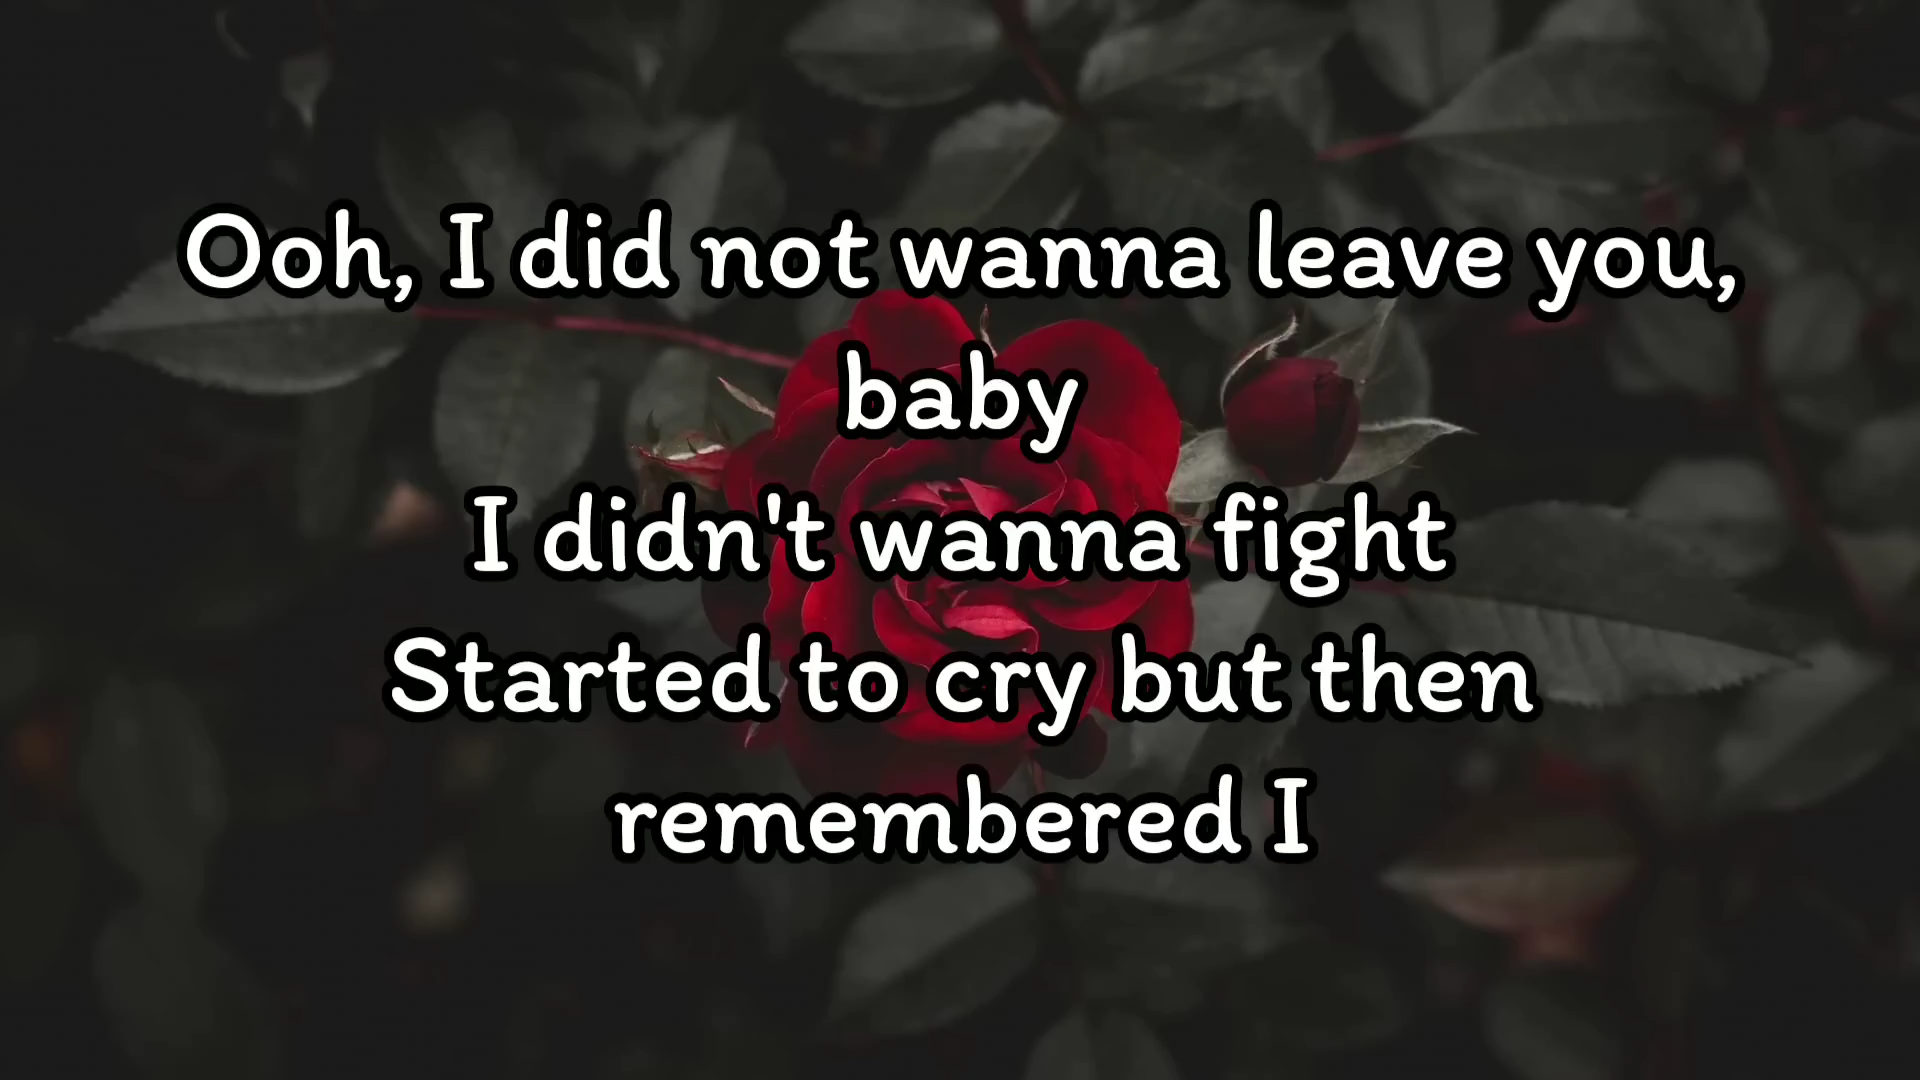 Ooh, I did not wanna leave you,
baby
I didn't wanna fight
Started to cry but then
remembered I